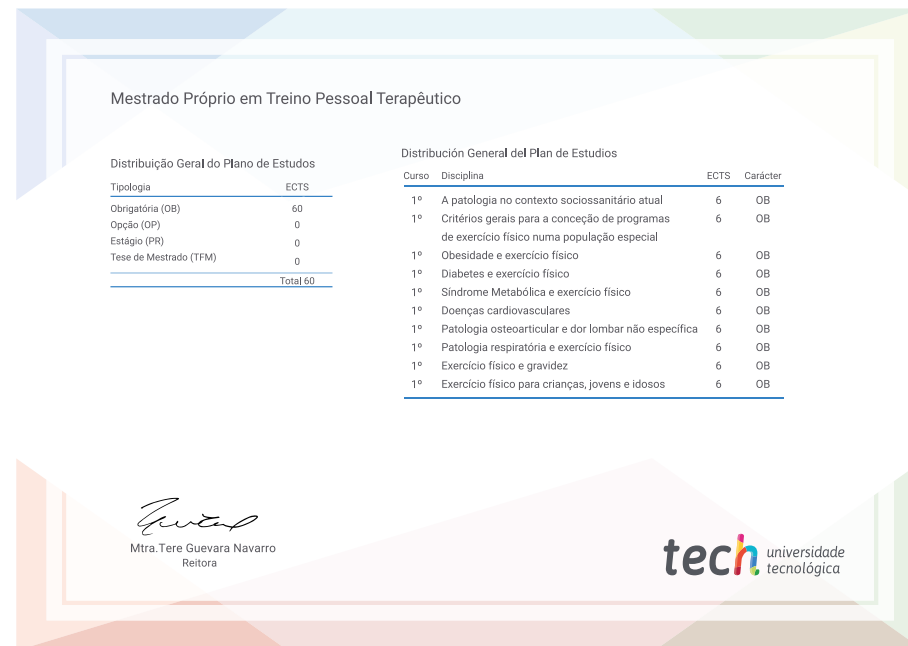 Mestrado Próprio em Treino Pessoal Terapêutico
Distribuição Geral do Plano de Estudos
Tipologia ECTS
Obrigatória (OB) 60
Opção (OP) 0
Estágio (PR) 0
Tese de Mestrado (TFM) 0
Total 60
Distribución General del Plan de Estudios
Curso Disciplina ECTS Carácter
1º A patologia no contexto sociossanitário atual 6 OB
1º Critérios gerais para a conceção de programas 6 OB
de exercício físico numa população especial
1º Obesidade e exercício físico 6 OB
1º Diabetes e exercício físico 6 OB
1º Síndrome Metabólica e exercício físico 6 OB
1º Doenças cardiovasculares 6 OB
1º Patologia osteoarticular e dor lombar não específica 6 OB
1º Patologia respiratória e exercício físico 6 OB
1º Exercício físico e gravidez 6 OB
1º Exercício físico para crianças, jovens e idosos 6 OB
Mtra.Tere Guevara Navarro
Reitora
tech universidade
tecnológica